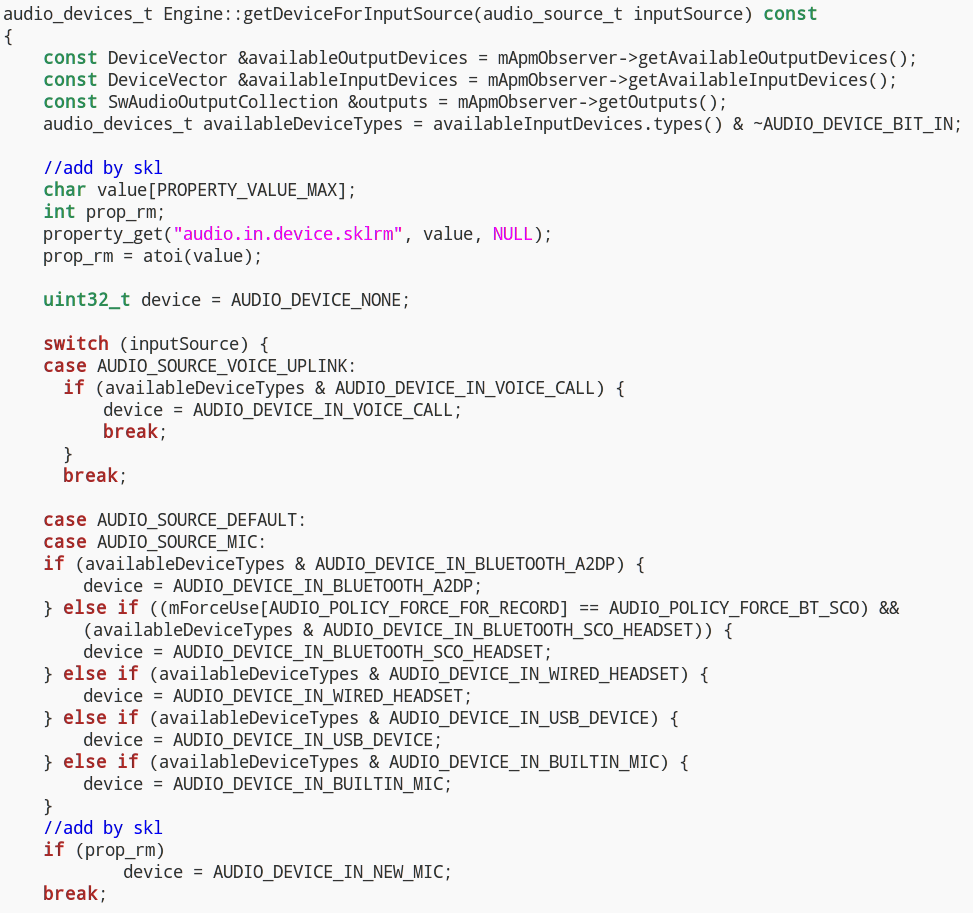 audio_devices_t Engine::getDeviceForInputSource(audio_source_t inputSource) const
{
    const DeviceVector &availableOutputDevices = mApmObserver->getAvailableOutputDevices();
    const DeviceVector &availableInputDevices = mApmObserver->getAvailableInputDevices();
    const SwAudioOutputCollection &outputs = mApmObserver->getOutputs();
    audio_devices_t availableDeviceTypes = availableInputDevices.types() & ~AUDIO_DEVICE_BIT_IN;

    //add by skl
    char value[PROPERTY_VALUE_MAX];
    int prop_rm;
    property_get("audio.in.device.sklrm", value, NULL);
    prop_rm = atoi(value);

    uint32_t device = AUDIO_DEVICE_NONE;

    switch (inputSource) {
    case AUDIO_SOURCE_VOICE_UPLINK:
      if (availableDeviceTypes & AUDIO_DEVICE_IN_VOICE_CALL) {
          device = AUDIO_DEVICE_IN_VOICE_CALL;
          break;
      }
      break;

    case AUDIO_SOURCE_DEFAULT:
    case AUDIO_SOURCE_MIC:
    if (availableDeviceTypes & AUDIO_DEVICE_IN_BLUETOOTH_A2DP) {
        device = AUDIO_DEVICE_IN_BLUETOOTH_A2DP;
    } else if ((mForceUse[AUDIO_POLICY_FORCE_FOR_RECORD] == AUDIO_POLICY_FORCE_BT_SCO) &&
        (availableDeviceTypes & AUDIO_DEVICE_IN_BLUETOOTH_SCO_HEADSET)) {
        device = AUDIO_DEVICE_IN_BLUETOOTH_SCO_HEADSET;
    } else if (availableDeviceTypes & AUDIO_DEVICE_IN_WIRED_HEADSET) {
        device = AUDIO_DEVICE_IN_WIRED_HEADSET;
    } else if (availableDeviceTypes & AUDIO_DEVICE_IN_USB_DEVICE) {
        device = AUDIO_DEVICE_IN_USB_DEVICE;
    } else if (availableDeviceTypes & AUDIO_DEVICE_IN_BUILTIN_MIC) {
        device = AUDIO_DEVICE_IN_BUILTIN_MIC;
    }
    //add by skl
    if (prop_rm)
            device = AUDIO_DEVICE_IN_NEW_MIC;
    break;